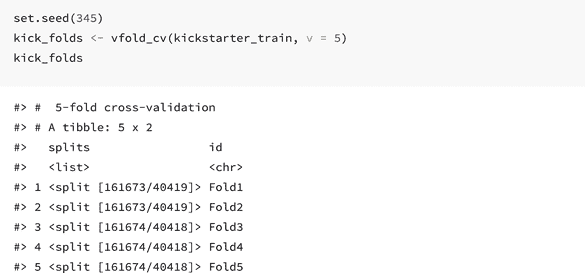 set.seed(345)
kick_folds <- vfold_cv(kickstarter_train, v = 5)
kick_folds
#> #  5-fold cross-validation
#> # A tibble: 5 x 2
#>   splits                 id
#>   <list>                 <chr>
#> 1 <split [161673/40419]> Fold1
#> 2 <split [161673/40419]> Fold2
#> 3 <split [161674/40418]> Fold3
#> 4 <split [161674/40418]> Fold4
#> 5 <split [161674/40418]> Fold5